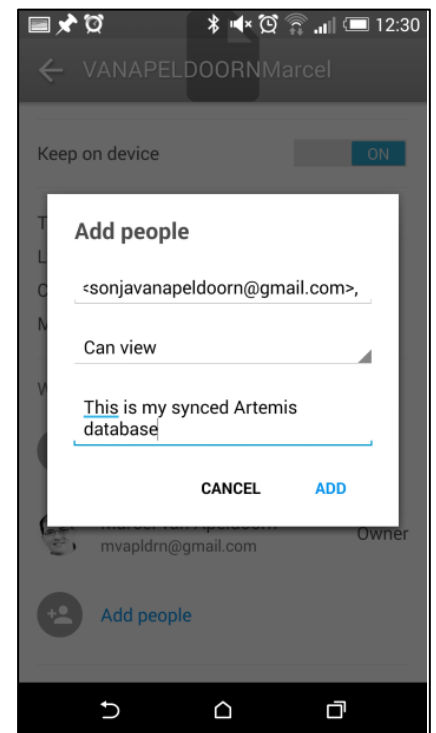 12:30
VANAPELDOORNMarcel
Keep on device ON
T
L
C
M
Add people
<sonjavanapeldoorn@gmail.com>,
Can view
This is my synced Artemis
database
CANCEL ADD
W
Owner
mvapldrn@gmail.com
Add people